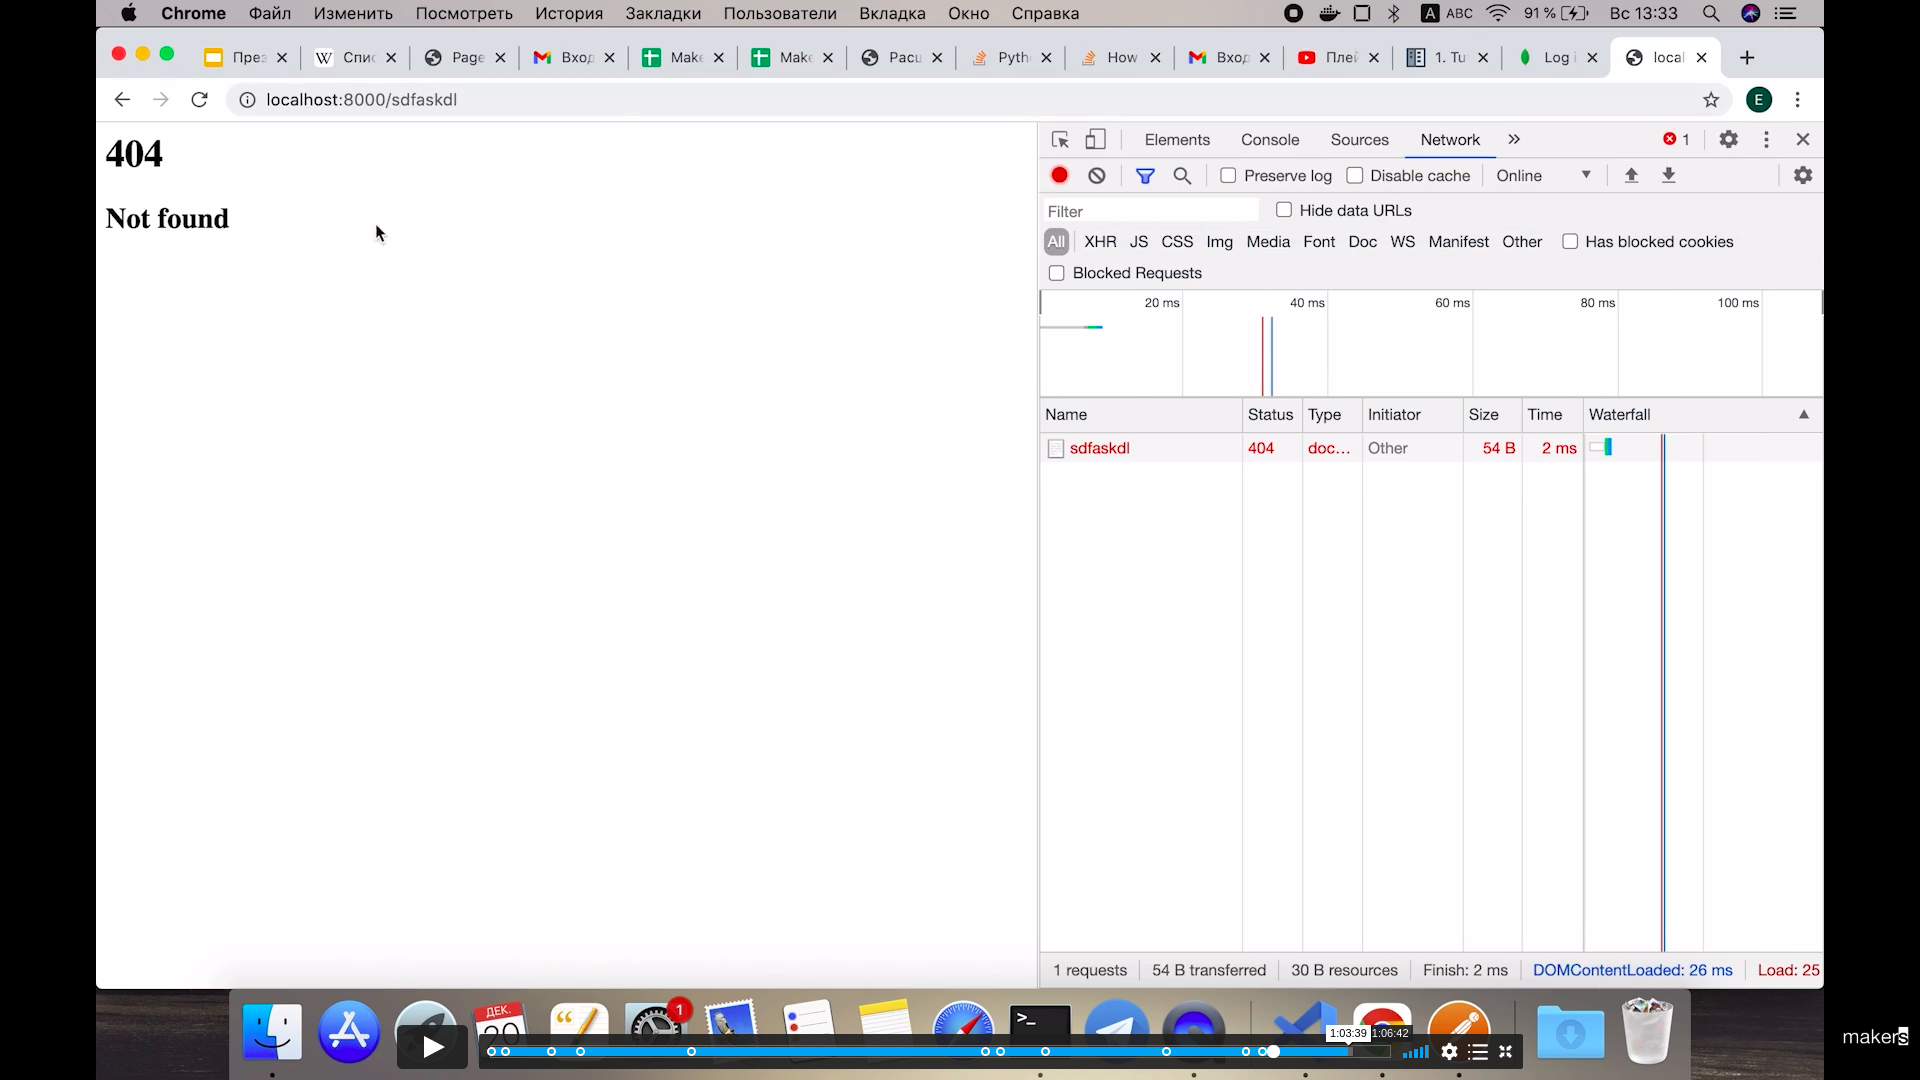 Chrome Файл Изменить Посмотреть История Закладки Пользователи Вкладка Окно Справка A ABC 91 % Вс 13:33
През Спис Page Вход Make Make Расш Pyth How Вход Плей 1. Tu Log i local
localhost:8000/sdfaskdl E
404
Not found
Elements Console Sources Network 1
Preserve log Disable cache Online
Filter Hide data URLs
All XHR JS CSS Img Media Font Doc WS Manifest Other Has blocked cookies
Blocked Requests
20 ms 40 ms 60 ms 80 ms 100 ms
Name Status Type Initiator Size Time Waterfall
sdfaskdl 404 doc... Other 54 B 2 ms
1 requests 54 B transferred 30 B resources Finish: 2 ms DOMContentLoaded: 26 ms Load: 25
ДЕК.
1
1:03:39 1:06:42
makers